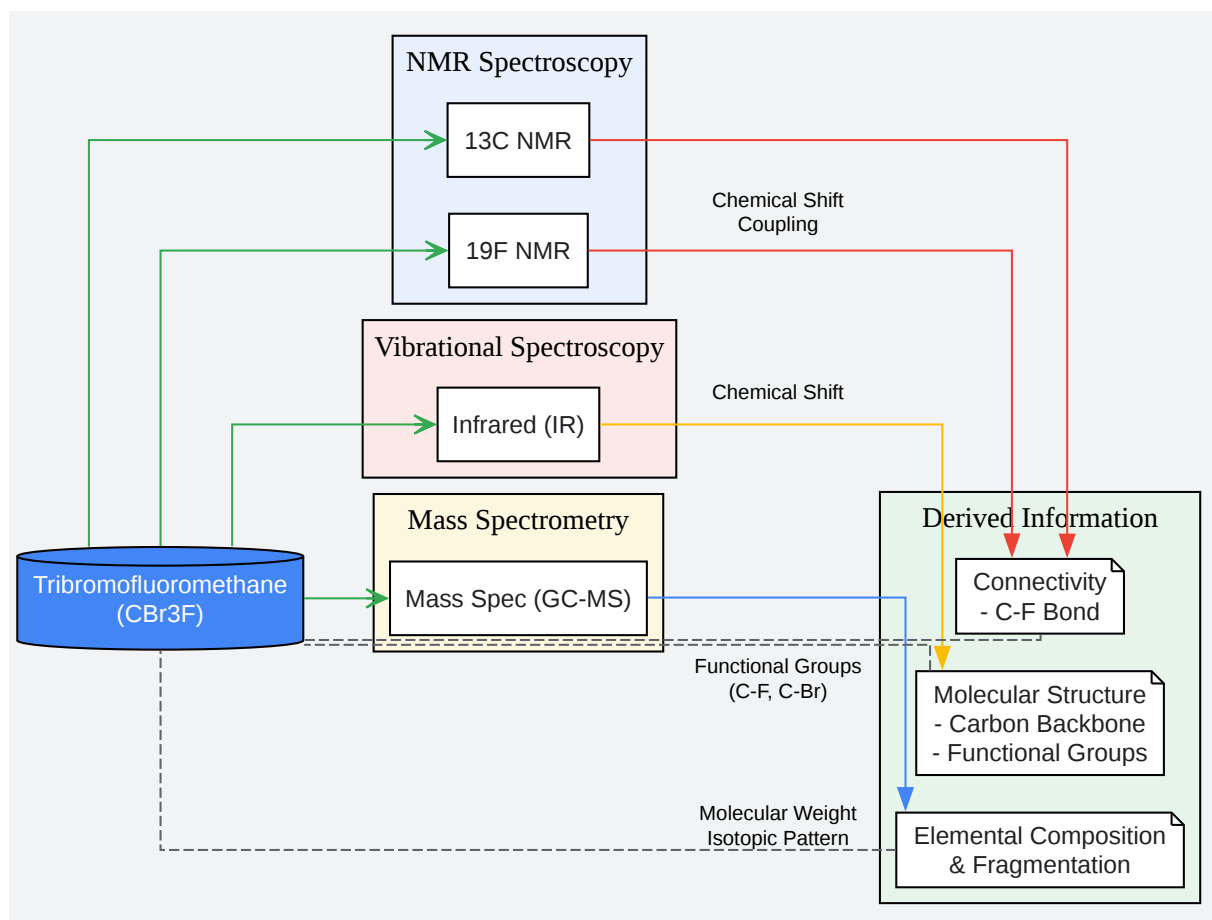 NMR Spectroscopy
13C NMR
19F NMR
Chemical Shift
Coupling
Vibrational Spectroscopy
Infrared (IR)
Chemical Shift
Mass Spectrometry
Mass Spec (GC-MS)
Tribromofluoromethane
(CBr3F)
Derived Information
Connectivity
- C-F Bond
Functional Groups
(C-F, C-Br)
Molecular Structure
- Carbon Backbone
- Functional Groups
Molecular Weight
Isotopic Pattern
Elemental Composition
& Fragmentation